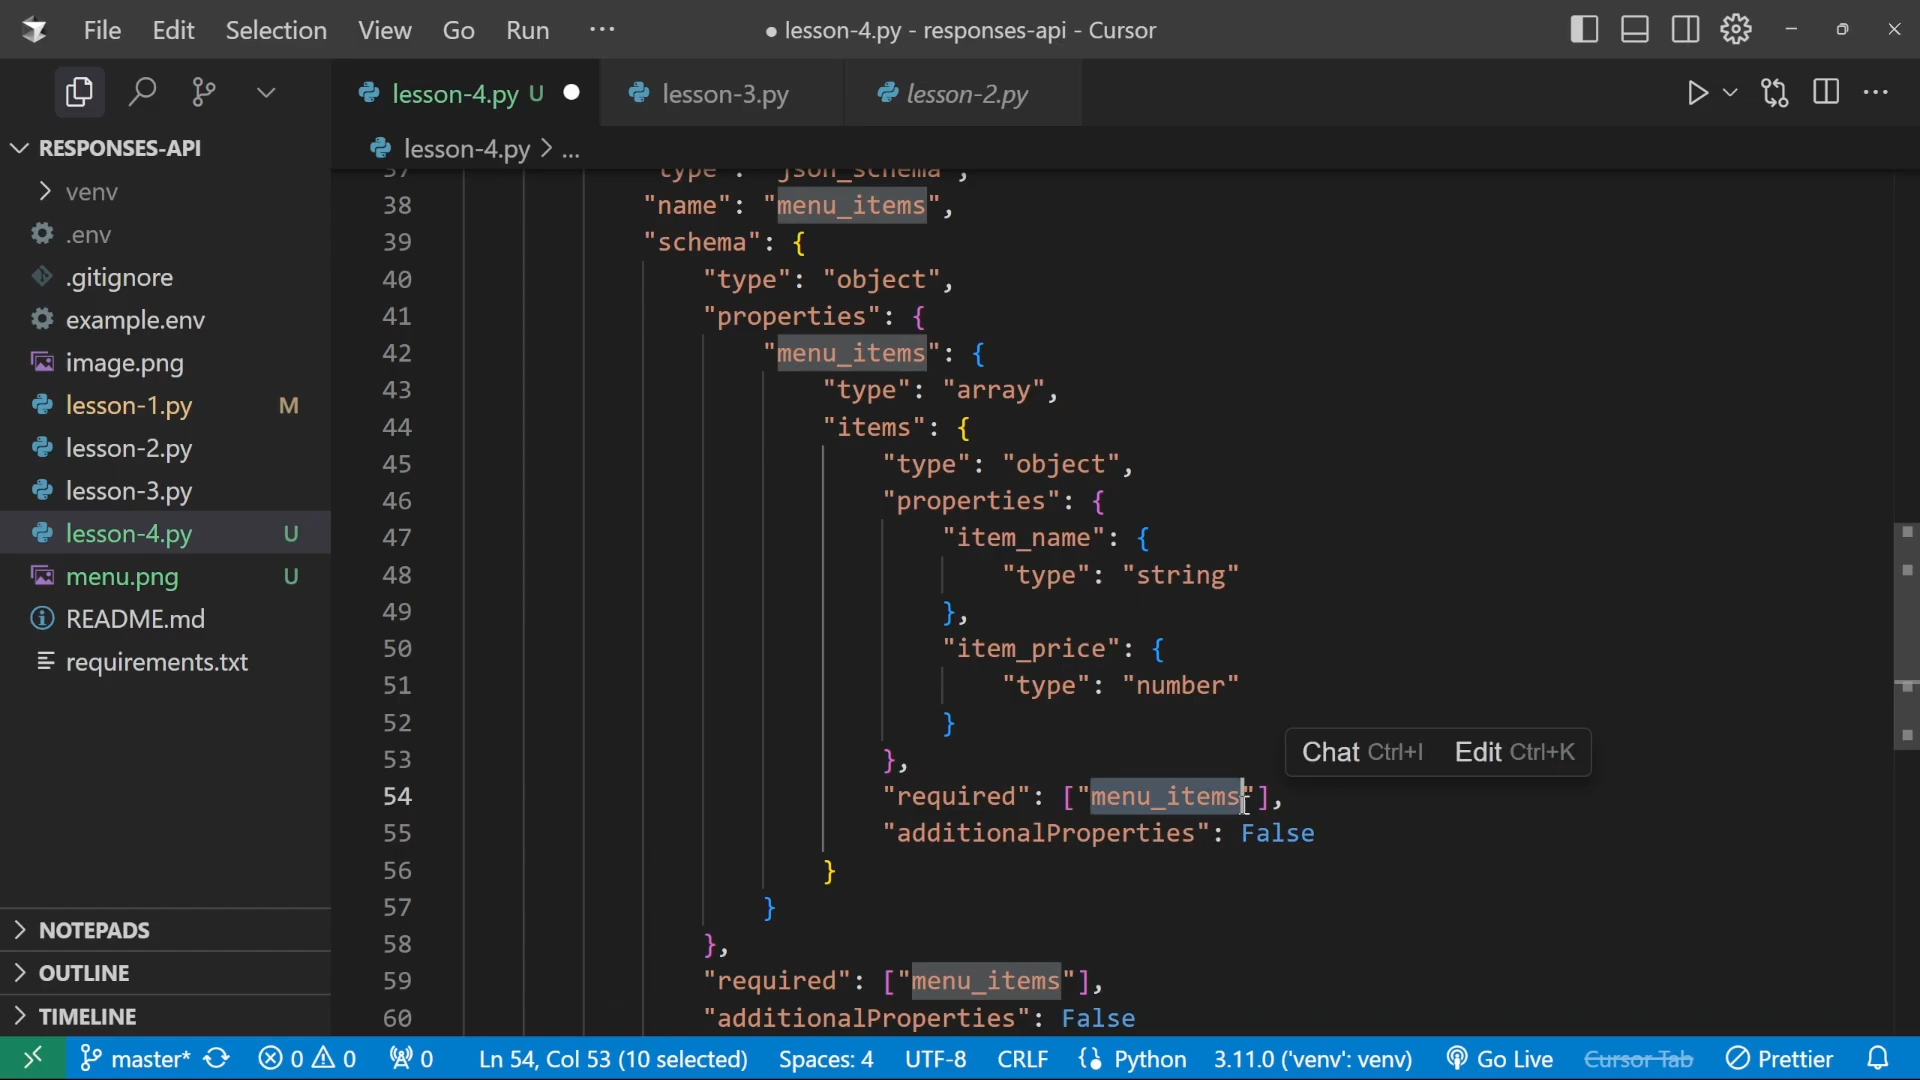 File Edit Selection View Go Run ··· ● lesson-4.py - responses-api - Cursor
lesson-4.py U lesson-3.py lesson-2.py
RESPONSES-API
lesson-4.py > ...
venv
.env
.gitignore
example.env
image.png
lesson-1.py M
lesson-2.py
lesson-3.py
lesson-4.py U
menu.png U
README.md
requirements.txt
NOTEPADS
OUTLINE
TIMELINE
37 "type": "json_schema",
38 "name": "menu_items",
39 "schema": {
40 "type": "object",
41 "properties": {
42 "menu_items": {
43 "type": "array",
44 "items": {
45 "type": "object",
46 "properties": {
47 "item_name": {
48 "type": "string"
49 },
50 "item_price": {
51 "type": "number"
52 }
53 },
Chat Ctrl+I Edit Ctrl+K
54 "required": ["menu_items"],
55 "additionalProperties": False
56 }
57 }
58 },
59 "required": ["menu_items"],
60 "additionalProperties": False
master* 0 0 0 Ln 54, Col 53 (10 selected) Spaces: 4 UTF-8 CRLF Python 3.11.0 ('venv': venv) Go Live Cursor Tab Prettier